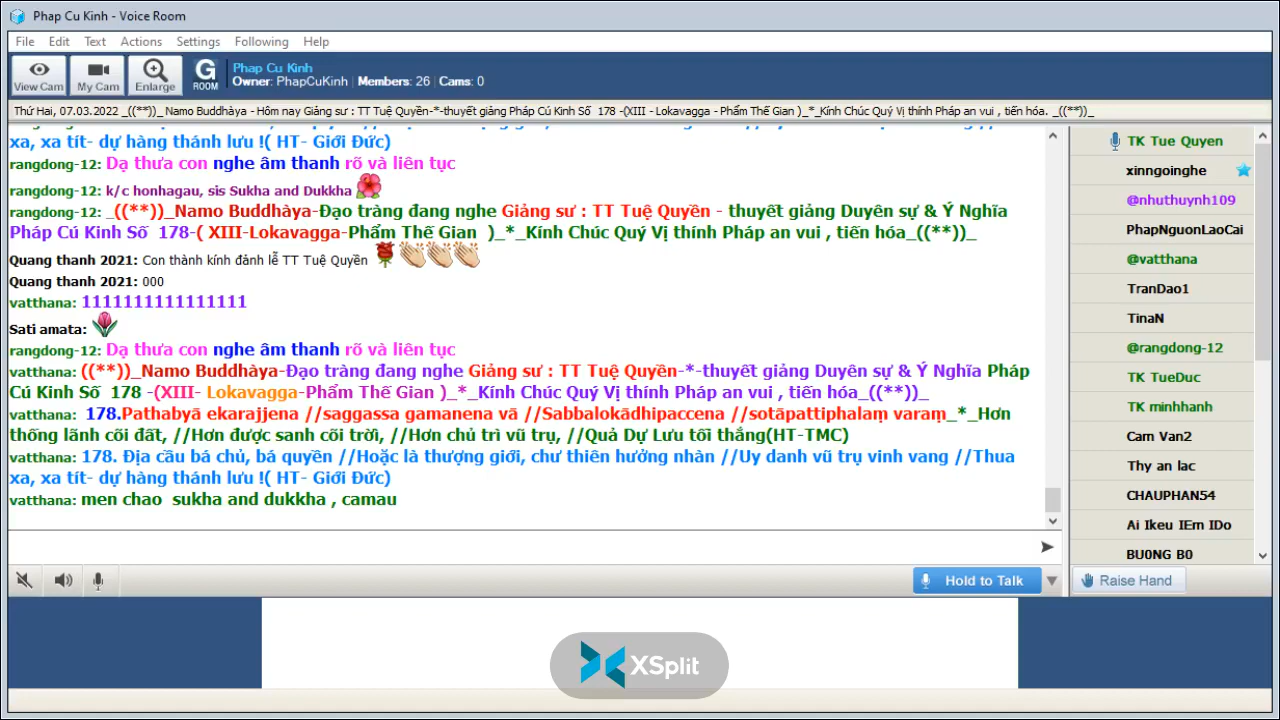 Phap Cu Kinh - Voice Room
File Edit Text Actions Settings Following Help
View Cam My Cam Enlarge G ROOM
Phap Cu Kinh
Owner: PhapCuKinh | Members: 26 | Cams: 0
Thứ Hai, 07.03.2022 _((**))_ Namo Buddhàya - Hôm nay Giảng sư : TT Tuệ Quyền-*-thuyết giảng Pháp Cú Kinh Số 178 -(XIII - Lokavagga - Phẩm Thế Gian )_*_Kính Chúc Quý Vị thính Pháp an vui , tiến hóa. _((**))_
xa, xa tít- dự hàng thánh lưu !( HT- Giới Đức)
rangdong-12: Dạ thưa con nghe âm thanh rõ và liên tục
rangdong-12: k/c honhagau, sis Sukha and Dukkha
rangdong-12: _((**))_Namo Buddhàya-Đạo tràng đang nghe Giảng sư : TT Tuệ Quyền - thuyết giảng Duyên sự & Ý Nghĩa
Pháp Cú Kinh Số 178-( XIII-Lokavagga-Phẩm Thế Gian )_*_Kính Chúc Quý Vị thính Pháp an vui , tiến hóa_((**))_
Quang thanh 2021: Con thành kính đảnh lễ TT Tuệ Quyền
Quang thanh 2021: 000
vatthana: 1111111111111111
Sati amata:
rangdong-12: Dạ thưa con nghe âm thanh rõ và liên tục
vatthana: ((**))_Namo Buddhàya-Đạo tràng đang nghe Giảng sư : TT Tuệ Quyền-*-thuyết giảng Duyên sự & Ý Nghĩa Pháp
Cú Kinh Số 178 -(XIII- Lokavagga-Phẩm Thế Gian )_*_Kính Chúc Quý Vị thính Pháp an vui , tiến hóa_((**))_
vatthana: 178.Pathabyā ekarajjena //saggassa gamanena vā //Sabbalokādhipaccena //sotāpattiphalaṃ varaṃ_*_Hơn
thống lãnh cõi đất, //Hơn được sanh cõi trời, //Hơn chủ trì vũ trụ, //Quả Dự Lưu tối thắng(HT-TMC)
vatthana: 178. Địa cầu bá chủ, bá quyền //Hoặc là thượng giới, chư thiên hưởng nhàn //Uy danh vũ trụ vinh vang //Thua
xa, xa tít- dự hàng thánh lưu !( HT- Giới Đức)
vatthana: men chao sukha and dukkha , camau
TK Tue Quyen
xinngoinghe
@nhuthuynh109
PhapNguonLaoCai
@vatthana
TranDao1
TinaN
@rangdong-12
TK TueDuc
TK minhhanh
Cam Van2
Thy an lac
CHAUPHAN54
Ai Ikeu IEm IDo
BU0NG B0
Hold to Talk
Raise Hand
XSplit